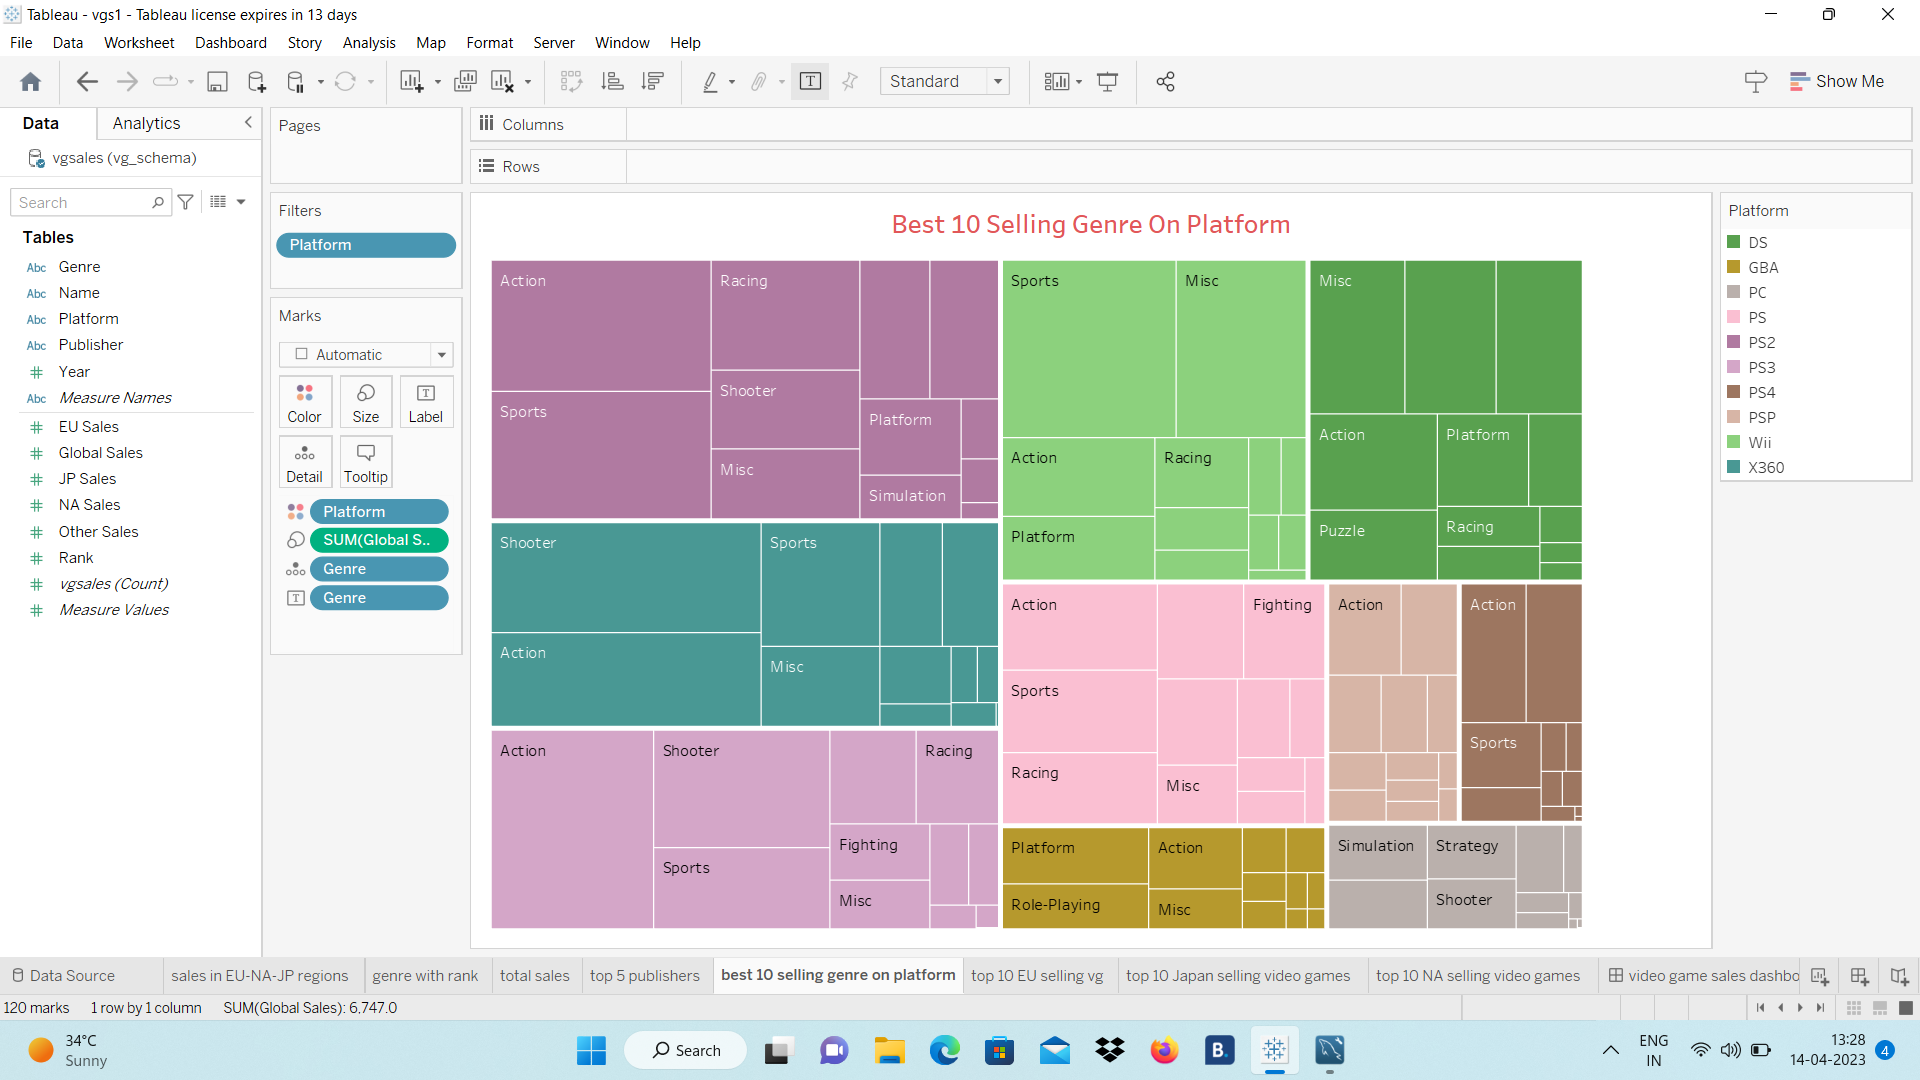 Tableau - vgs1 - Tableau license expires in 13 days
File Data Worksheet Dashboard Story Analysis Map Format Server Window Help
Standard
Show Me
Data
Analytics
vgsales (vg_schema)
Search
Tables
Abc Genre
Abc Name
Abc Platform
Abc Publisher
Year
Abc Measure Names
EU Sales
Global Sales
JP Sales
NA Sales
Other Sales
Rank
vgsales (Count)
Measure Values
Pages
Filters
Platform
Marks
Automatic
Color Size Label
Detail Tooltip
Platform
SUM(Global S..
Genre
Genre
Columns
Rows
Best 10 Selling Genre On Platform
Action
Racing
Sports
Shooter
Misc
Platform
Simulation
Shooter
Sports
Action
Misc
Action
Shooter
Racing
Sports
Fighting
Misc
Sports
Misc
Action
Racing
Platform
Misc
Action
Platform
Puzzle
Racing
Action
Fighting
Sports
Racing
Misc
Action
Action
Sports
Platform
Action
Role-Playing
Misc
Simulation
Strategy
Shooter
Platform
DS
GBA
PC
PS
PS2
PS3
PS4
PSP
Wii
X360
Data Source
sales in EU-NA-JP regions
genre with rank
total sales
top 5 publishers
best 10 selling genre on platform
top 10 EU selling vg
top 10 Japan selling video games
top 10 NA selling video games
video game sales dashbo
120 marks 1 row by 1 column SUM(Global Sales): 6,747.0
34°C
Sunny
Search
B.
ENG
IN
13:28
14-04-2023
4